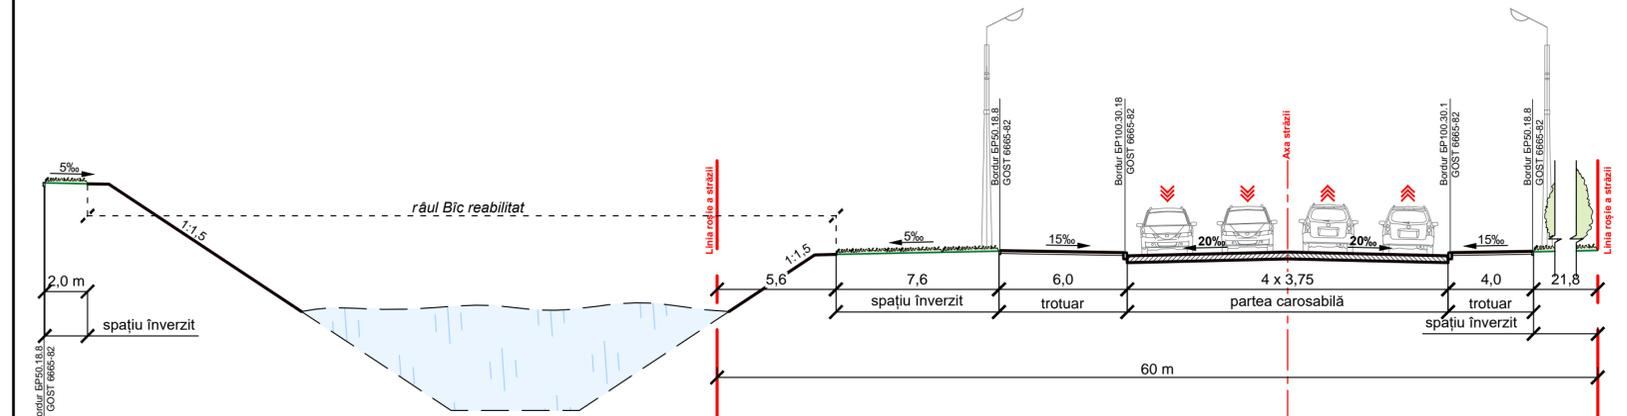 5‰
1:1,5
râul Bîc reabilitat
1:1,5
Linia roșie a străzii
5‰
Bordur БР50.18.8
GOST 6665-82
15‰
Bordur БР100.30.18
GOST 6665-82
20‰
Axa străzii
20‰
Bordur БР100.30.1
GOST 6665-82
15‰
Bordur БР50.18.8
GOST 6665-82
Linia roșie a străzii
2,0 m
5,6
7,6
6,0
4 x 3,75
4,0
21,8
spațiu înverzit
spațiu înverzit
trotuar
partea carosabilă
trotuar
spațiu înverzit
60 m
БР50.18.8
GOST 6665-82